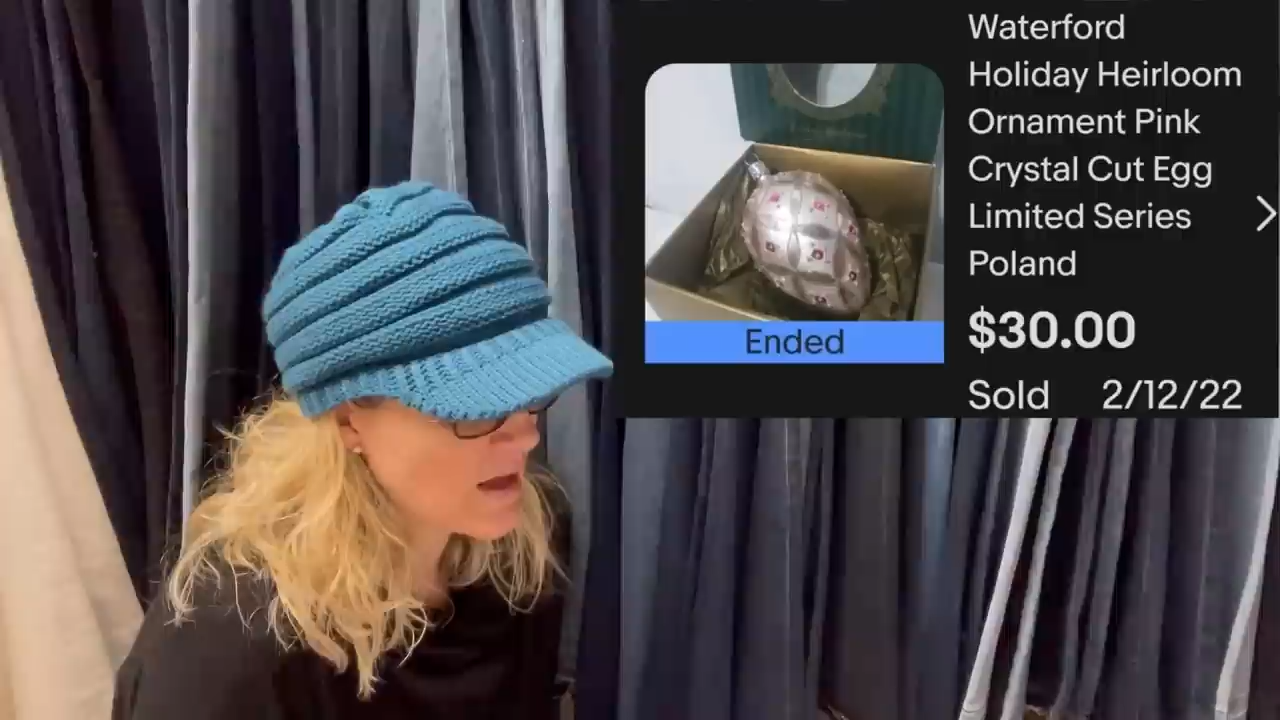 Waterford
Holiday Heirloom
Ornament Pink
Crystal Cut Egg
Limited Series
Poland
$30.00
Ended
Sold 2/12/22